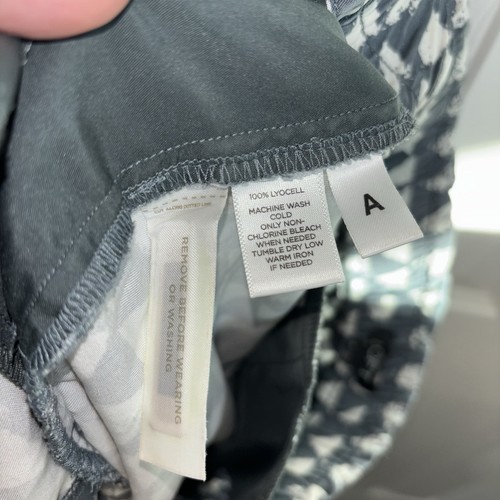 REMOVE BEFORE WEARING
OR WASHING
100% LYOCELL
MACHINE WASH
COLD
ONLY NON-
CHLORINE BLEACH
WHEN NEEDED
TUMBLE DRY LOW
WARM IRON
IF NEEDED
A